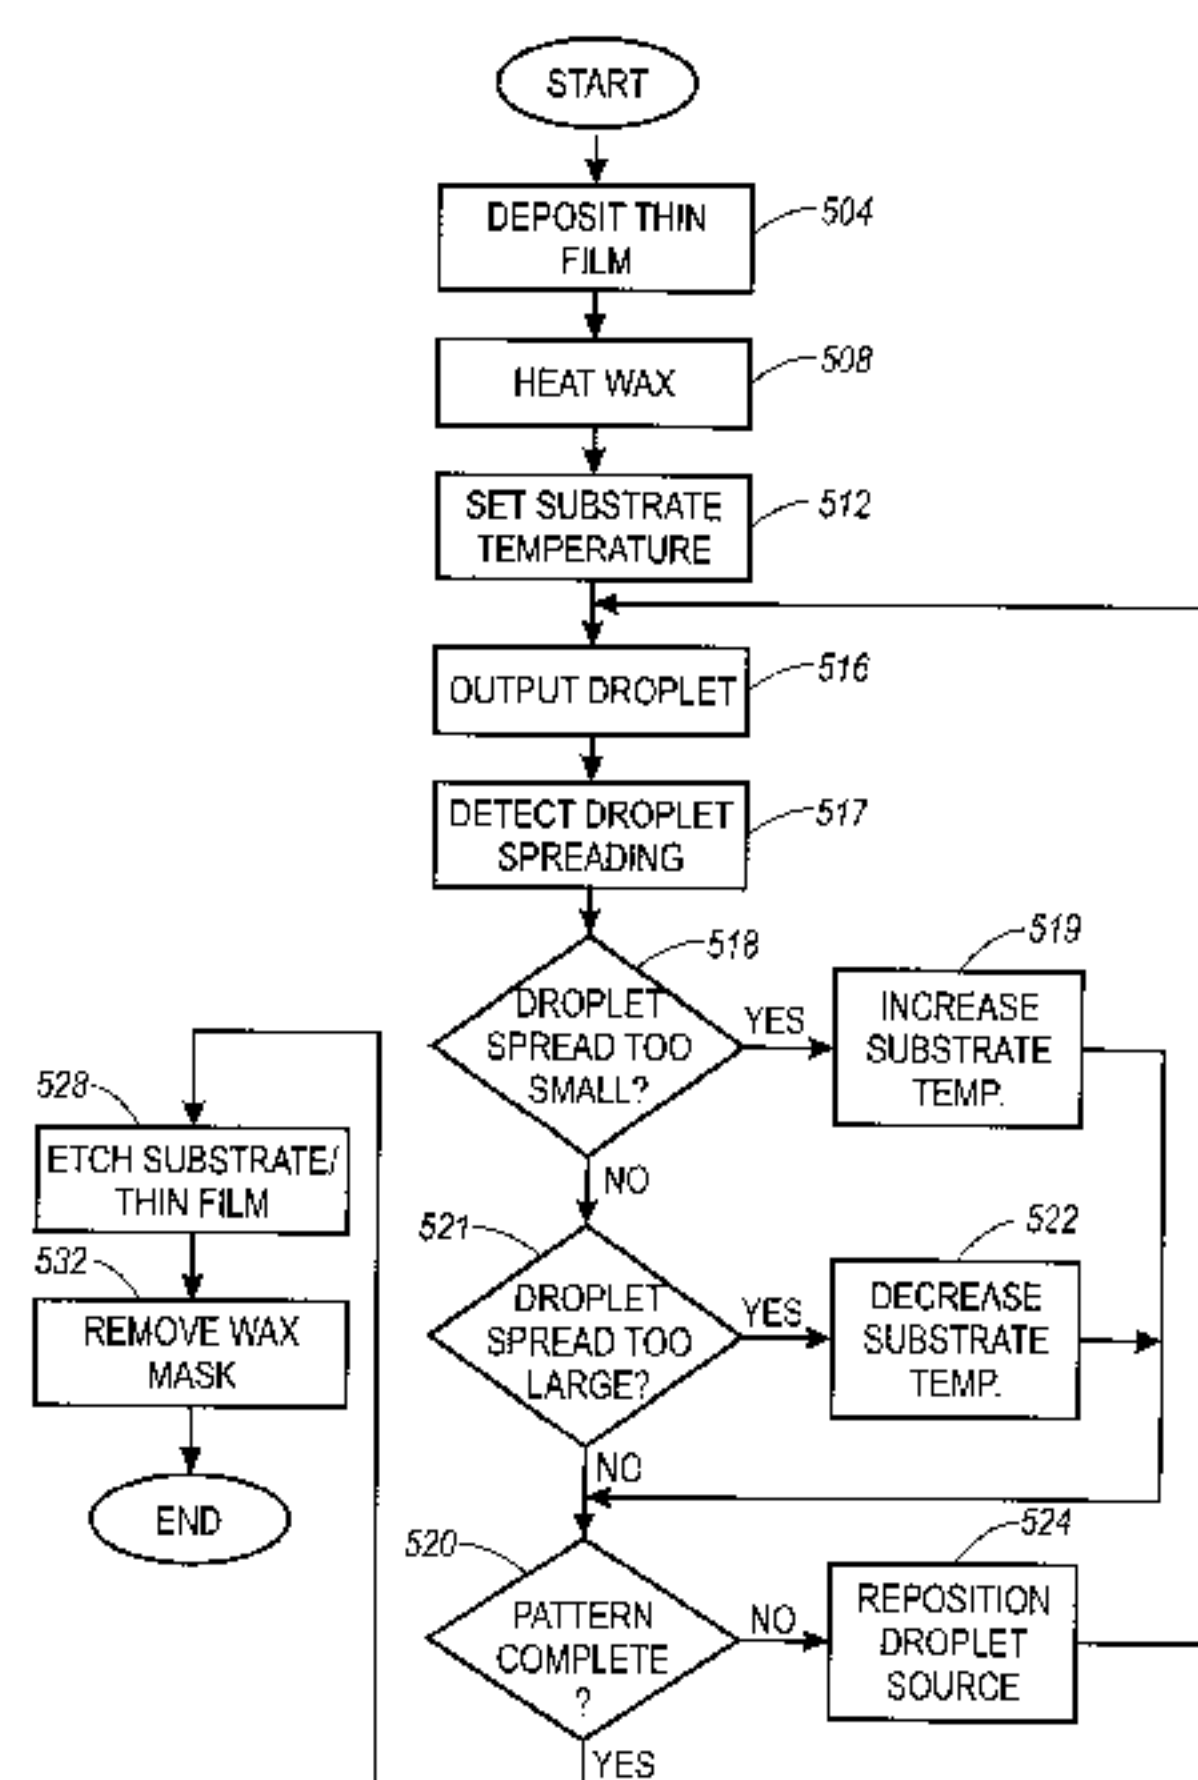 START
DEPOSIT THIN
FILM
504
HEAT WAX
508
SET SUBSTRATE
TEMPERATURE
512
OUTPUT DROPLET
516
DETECT DROPLET
SPREADING
517
DROPLET
SPREAD TOO
SMALL?
518
YES
INCREASE
SUBSTRATE
TEMP.
519
NO
DROPLET
SPREAD TOO
LARGE?
521
YES
DECREASE
SUBSTRATE
TEMP.
522
NO
PATTERN
COMPLETE
?
520
NO
REPOSITION
DROPLET
SOURCE
524
YES
528
ETCH SUBSTRATE/
THIN FILM
532
REMOVE WAX
MASK
END